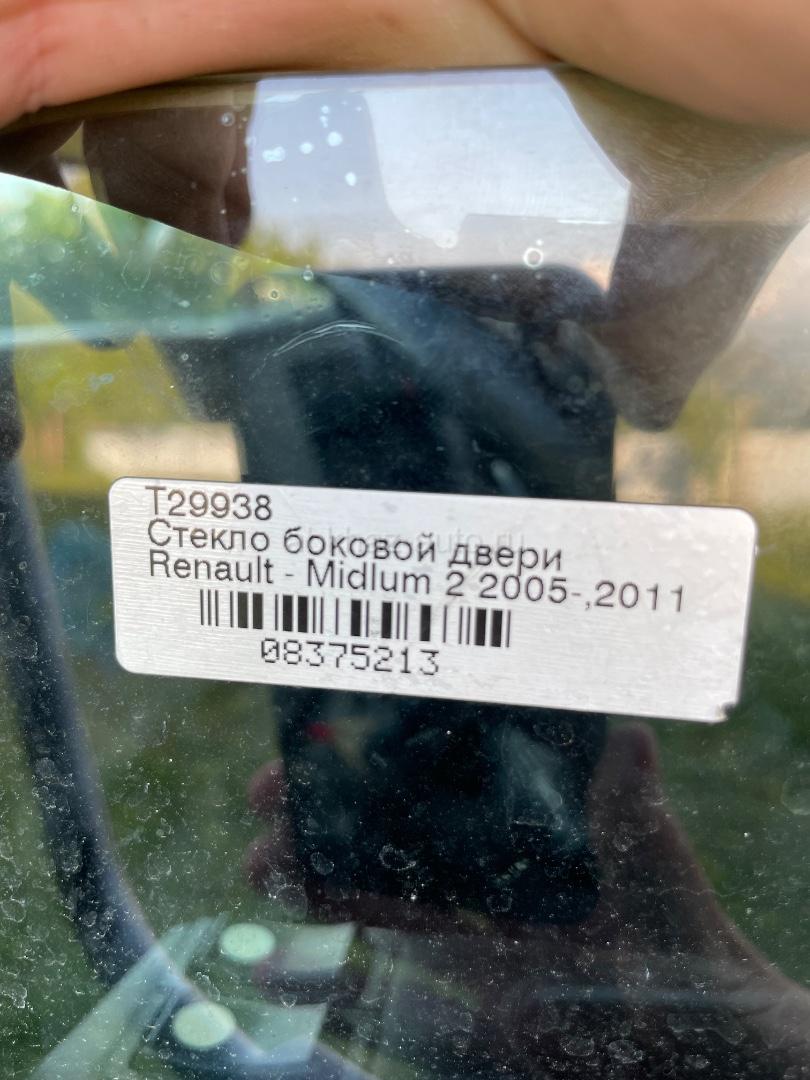 T29938
Стекло боковой двери
Renault - Midlum 2 2005-,2011
08375213